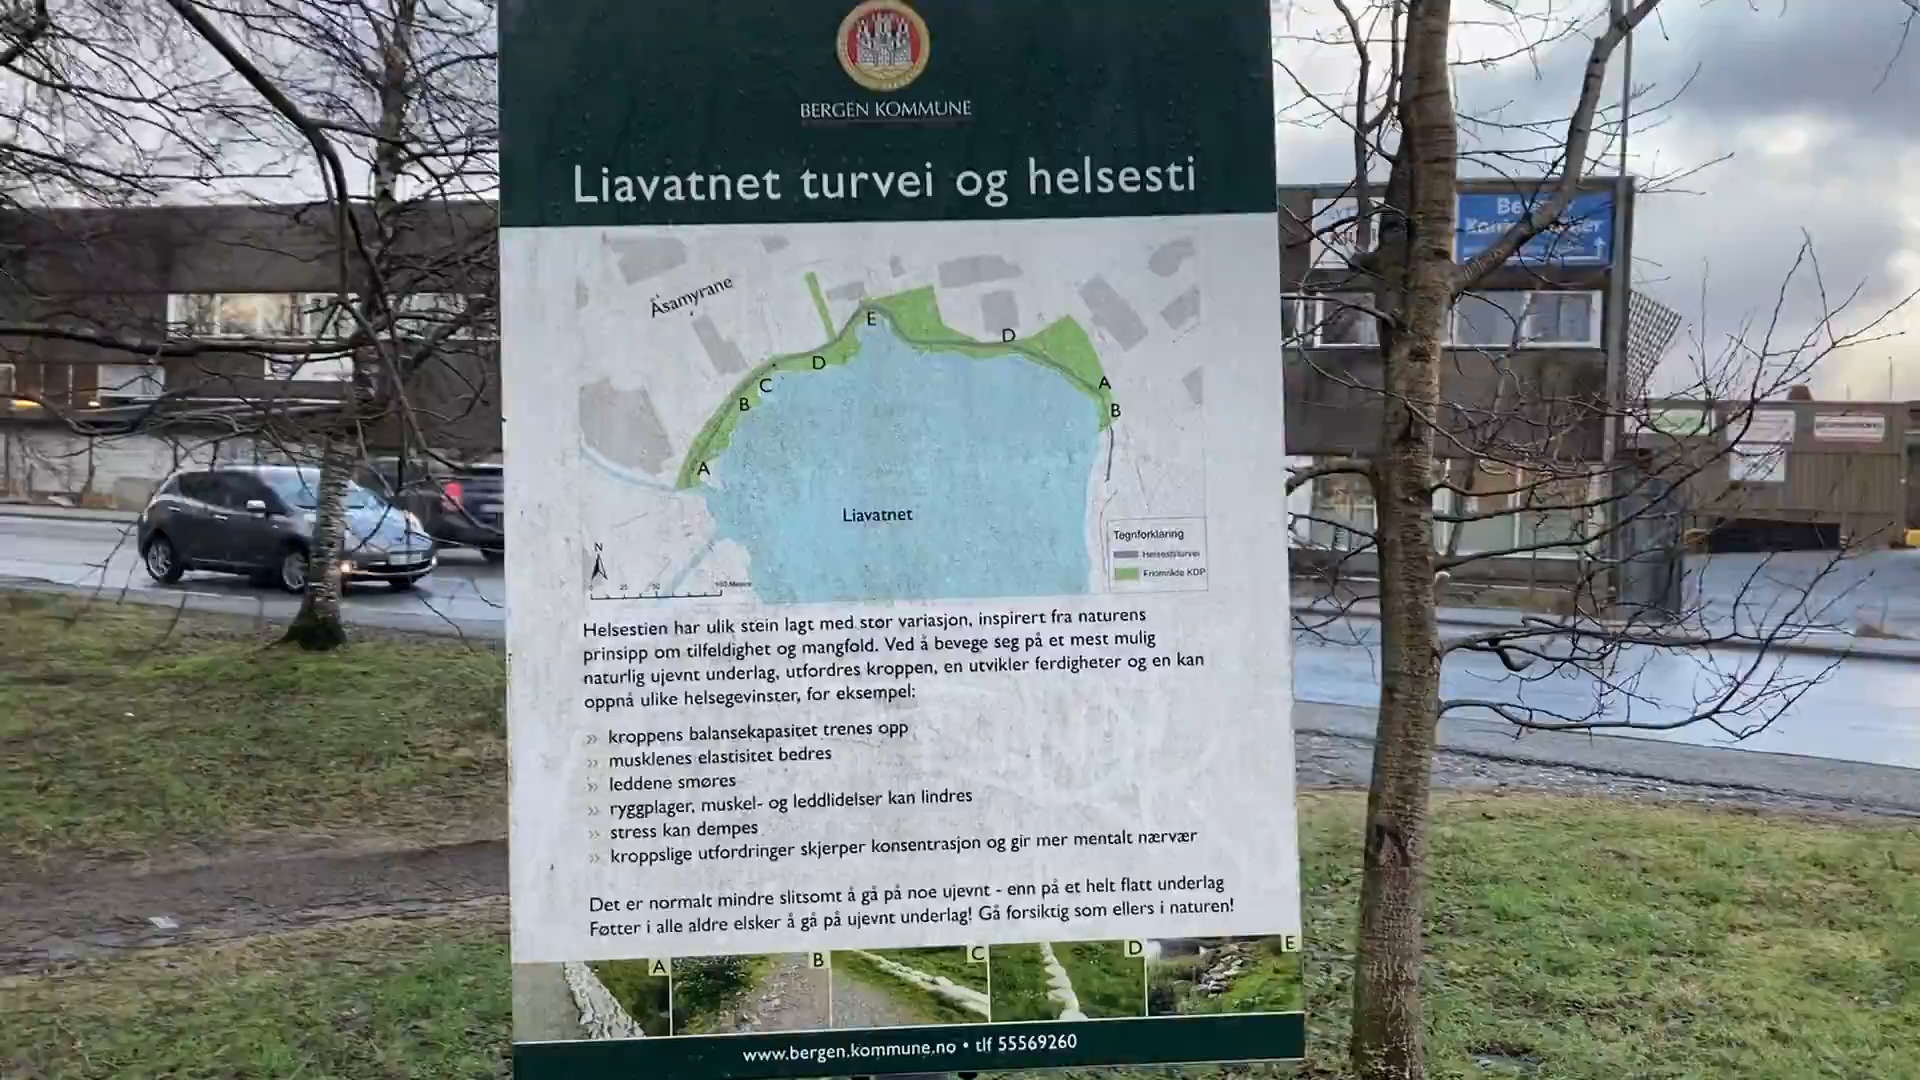 BERGEN KOMMUNE
Liavatnet turvei og helsesti
Åsamyrane
E
D
D
C
B
A
A
B
Liavatnet
N
0 25 50 100 Meter
Tegnforklaring
Helsesti/turvei
Friområde KDP
Helsestien har ulik stein lagt med stor variasjon, inspirert fra naturens
prinsipp om tilfeldighet og mangfold. Ved å bevege seg på et mest mulig
naturlig ujevnt underlag, utfordres kroppen, en utvikler ferdigheter og en kan
oppnå ulike helsegevinster, for eksempel:
» kroppens balansekapasitet trenes opp
» musklenes elastisitet bedres
» leddene smøres
» ryggplager, muskel- og leddlidelser kan lindres
» stress kan dempes
» kroppslige utfordringer skjerper konsentrasjon og gir mer mentalt nærvær
Det er normalt mindre slitsomt å gå på noe ujevnt - enn på et helt flatt underlag
Føtter i alle aldre elsker å gå på ujevnt underlag! Gå forsiktig som ellers i naturen!
A B C D E
www.bergen.kommune.no • tlf 55569260